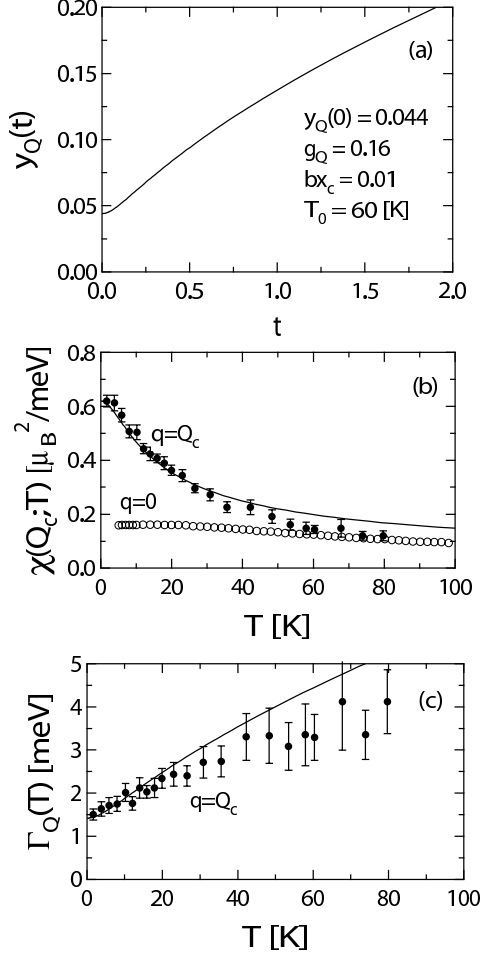 0.20
(a)
0.15
y_Q(t)
y_Q(0) = 0.044
0.10
g_Q = 0.16
bx_c = 0.01
0.05
T_0 = 60 [K]
0.00
0.0 0.5 1.0 1.5 2.0
t
0.8
(b)
0.6
χ(Q_c;T) [μ_B^2/meV]
q=Q_c
0.4
q=0
0.2
0.0
0 20 40 60 80 100
T [K]
5
(c)
4
Γ_Q(T) [meV]
3
2
q=Q_c
1
0
0 20 40 60 80 100
T [K]